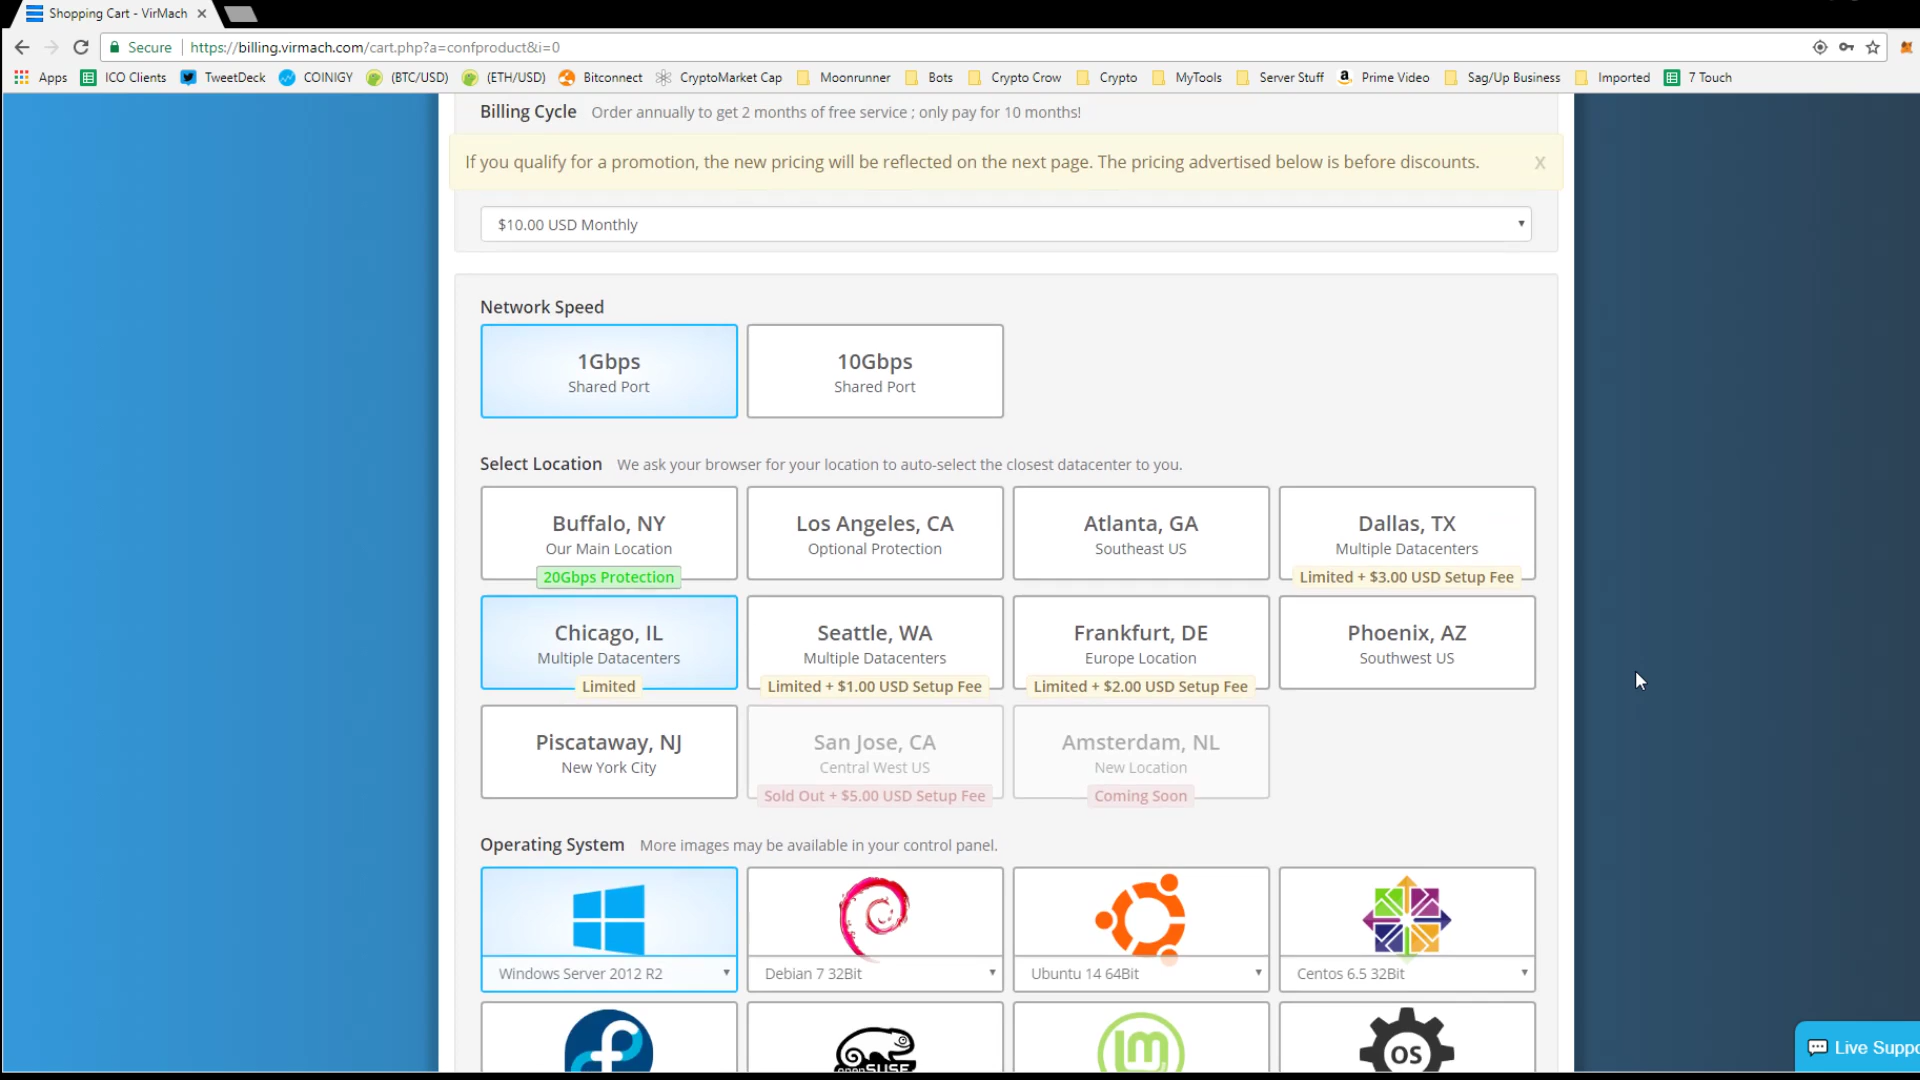 Shopping Cart - VirMach
Secure https://billing.virmach.com/cart.php?a=confproduct&i=0
Apps ICO Clients TweetDeck COINIGY (BTC/USD) (ETH/USD) Bitconnect CryptoMarket Cap Moonrunner Bots Crypto Crow Crypto MyTools Server Stuff Prime Video Sag/Up Business Imported 7 Touch
Billing Cycle Order annually to get 2 months of free service ; only pay for 10 months!
If you qualify for a promotion, the new pricing will be reflected on the next page. The pricing advertised below is before discounts. X
$10.00 USD Monthly
Network Speed
1Gbps 10Gbps
Shared Port Shared Port
Select Location We ask your browser for your location to auto-select the closest datacenter to you.
Buffalo, NY Los Angeles, CA Atlanta, GA Dallas, TX
Our Main Location Optional Protection Southeast US Multiple Datacenters
20Gbps Protection Limited + $3.00 USD Setup Fee
Chicago, IL Seattle, WA Frankfurt, DE Phoenix, AZ
Multiple Datacenters Multiple Datacenters Europe Location Southwest US
Limited Limited + $1.00 USD Setup Fee Limited + $2.00 USD Setup Fee
Piscataway, NJ San Jose, CA Amsterdam, NL
New York City Central West US New Location
Sold Out + $5.00 USD Setup Fee Coming Soon
Operating System More images may be available in your control panel.
Windows Server 2012 R2 Debian 7 32Bit Ubuntu 14 64Bit Centos 6.5 32Bit
OS
Live Suppo